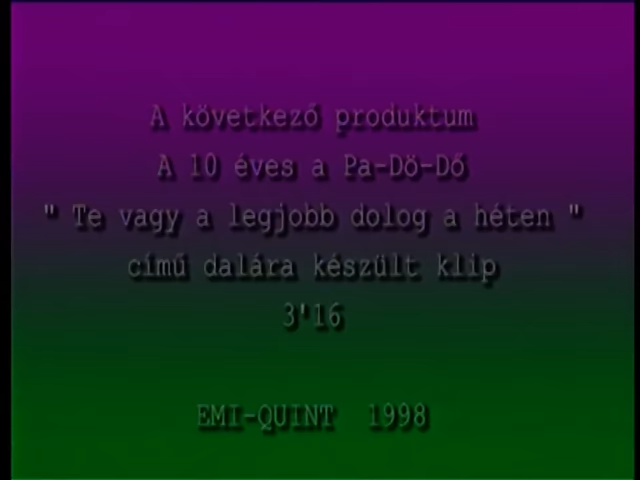 A következő produktum
A 10 éves a Pa-Dö-Dő
" Te vagy a legjobb dolog a héten "
című dalára készült klip
3'16
EMI-QUINT 1998